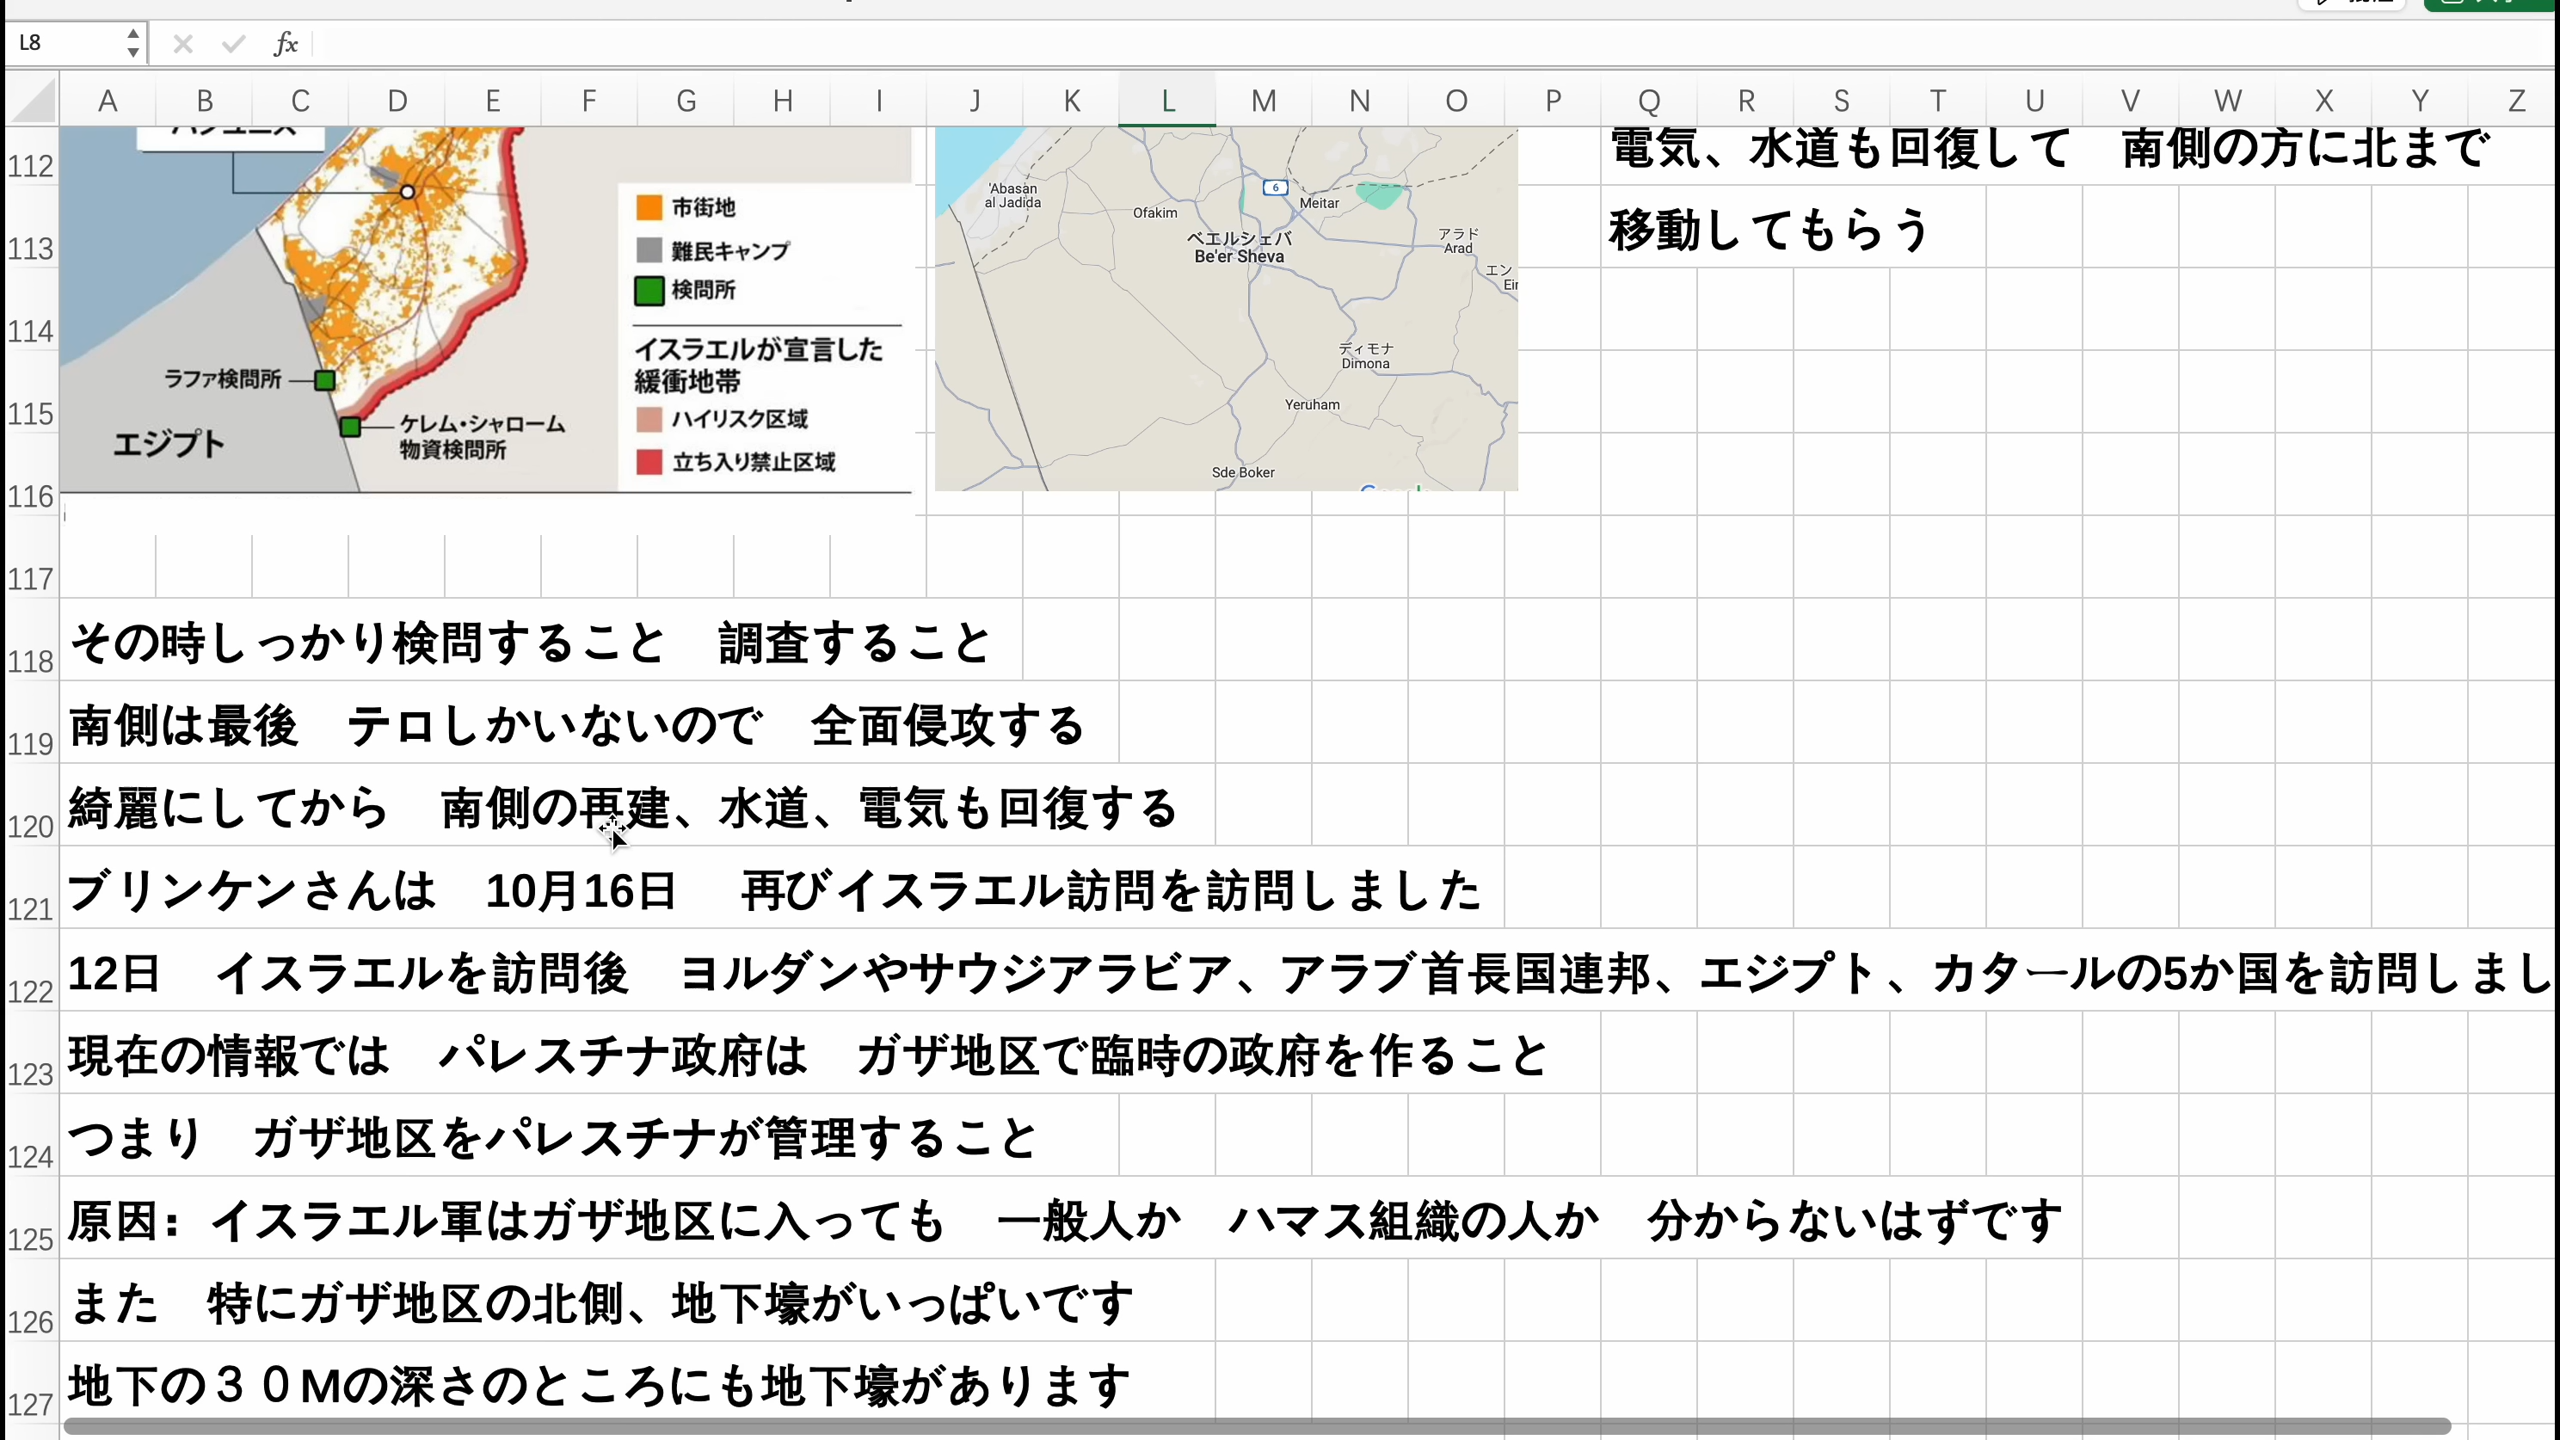 L8
fx
A B C D E F G H I J K L M N O P Q R S T U V W X Y Z
112
113
114
115
116
117
118
119
120
121
122
123
124
125
126
127
市街地
難民キャンプ
検問所
イスラエルが宣言した
緩衝地帯
ハイリスク区域
立ち入り禁止区域
ラファ検問所
ケレム・シャローム
物資検問所
エジプト
'Abasan
al Jadida
Ofakim
6
Meitar
ベエルシェバ
Be'er Sheva
アラド
Arad
エン
ディモナ
Dimona
Yeruham
Sde Boker
電気、水道も回復して　南側の方に北まで
移動してもらう
その時しっかり検問すること　調査すること
南側は最後　テロしかいないので　全面侵攻する
綺麗にしてから　南側の再建、水道、電気も回復する
ブリンケンさんは　10月16日　再びイスラエル訪問を訪問しました
12日　イスラエルを訪問後　ヨルダンやサウジアラビア、アラブ首長国連邦、エジプト、カタールの5か国を訪問しまし
現在の情報では　パレスチナ政府は　ガザ地区で臨時の政府を作ること
つまり　ガザ地区をパレスチナが管理すること
原因：イスラエル軍はガザ地区に入っても　一般人か　ハマス組織の人か　分からないはずです
また　特にガザ地区の北側、地下壕がいっぱいです
地下の３０Mの深さのところにも地下壕があります